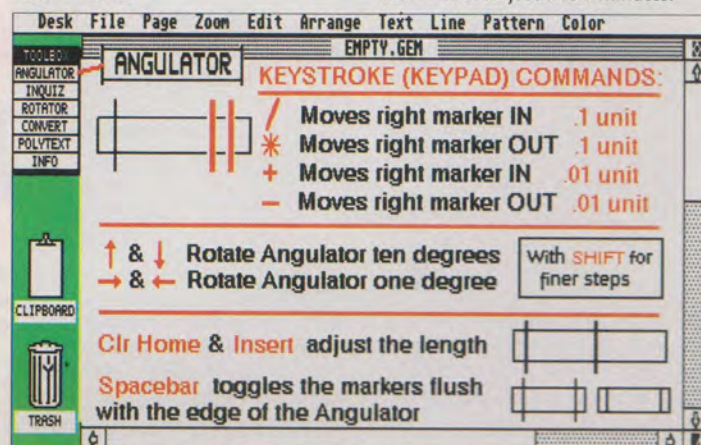 Desk File Page Zoom Edit Arrange Text Line Pattern Color
EMPTY.GEM
TOOLBOX
ANGULATOR
INQUIZ
ROTATOR
CONVERT
POLYTEXT
INFO
CLIPBOARD
TRASH
ANGULATOR
KEYSTROKE (KEYPAD) COMMANDS:
/ Moves right marker IN .1 unit
* Moves right marker OUT .1 unit
+ Moves right marker IN .01 unit
− Moves right marker OUT .01 unit
↑ & ↓ Rotate Angulator ten degrees
→ & ← Rotate Angulator one degree
With SHIFT for
finer steps
Clr Home & Insert adjust the length
Spacebar toggles the markers flush
with the edge of the Angulator